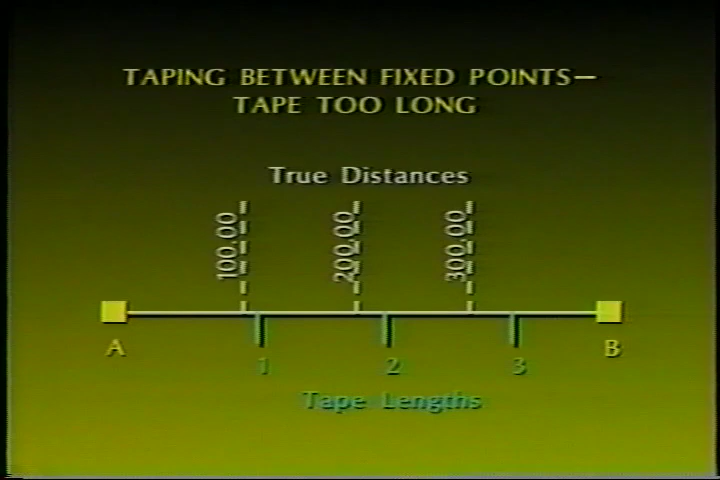 TAPING BETWEEN FIXED POINTS—
TAPE TOO LONG
True Distances
100.00
200.00
300.00
A
B
1
2
3
Tape Lengths